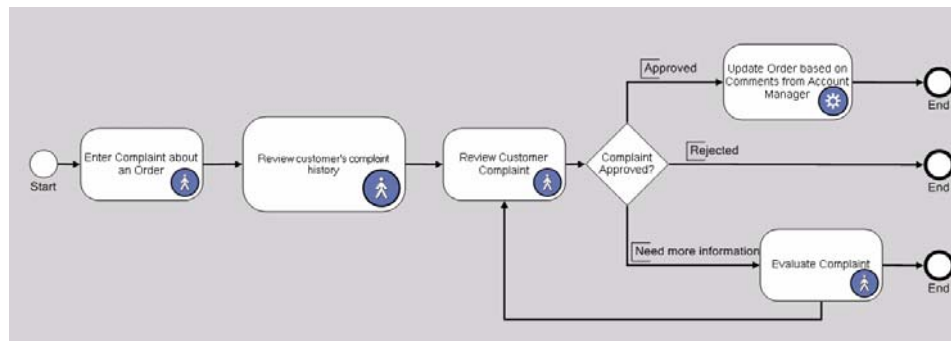 Start
Enter Complaint about
an Order
Review customer's complaint
history
Review Customer
Complaint
Complaint
Approved?
Approved
Update Order based on
Comments from Account
Manager
End
Rejected
End
Need more information
Evaluate Complaint
End